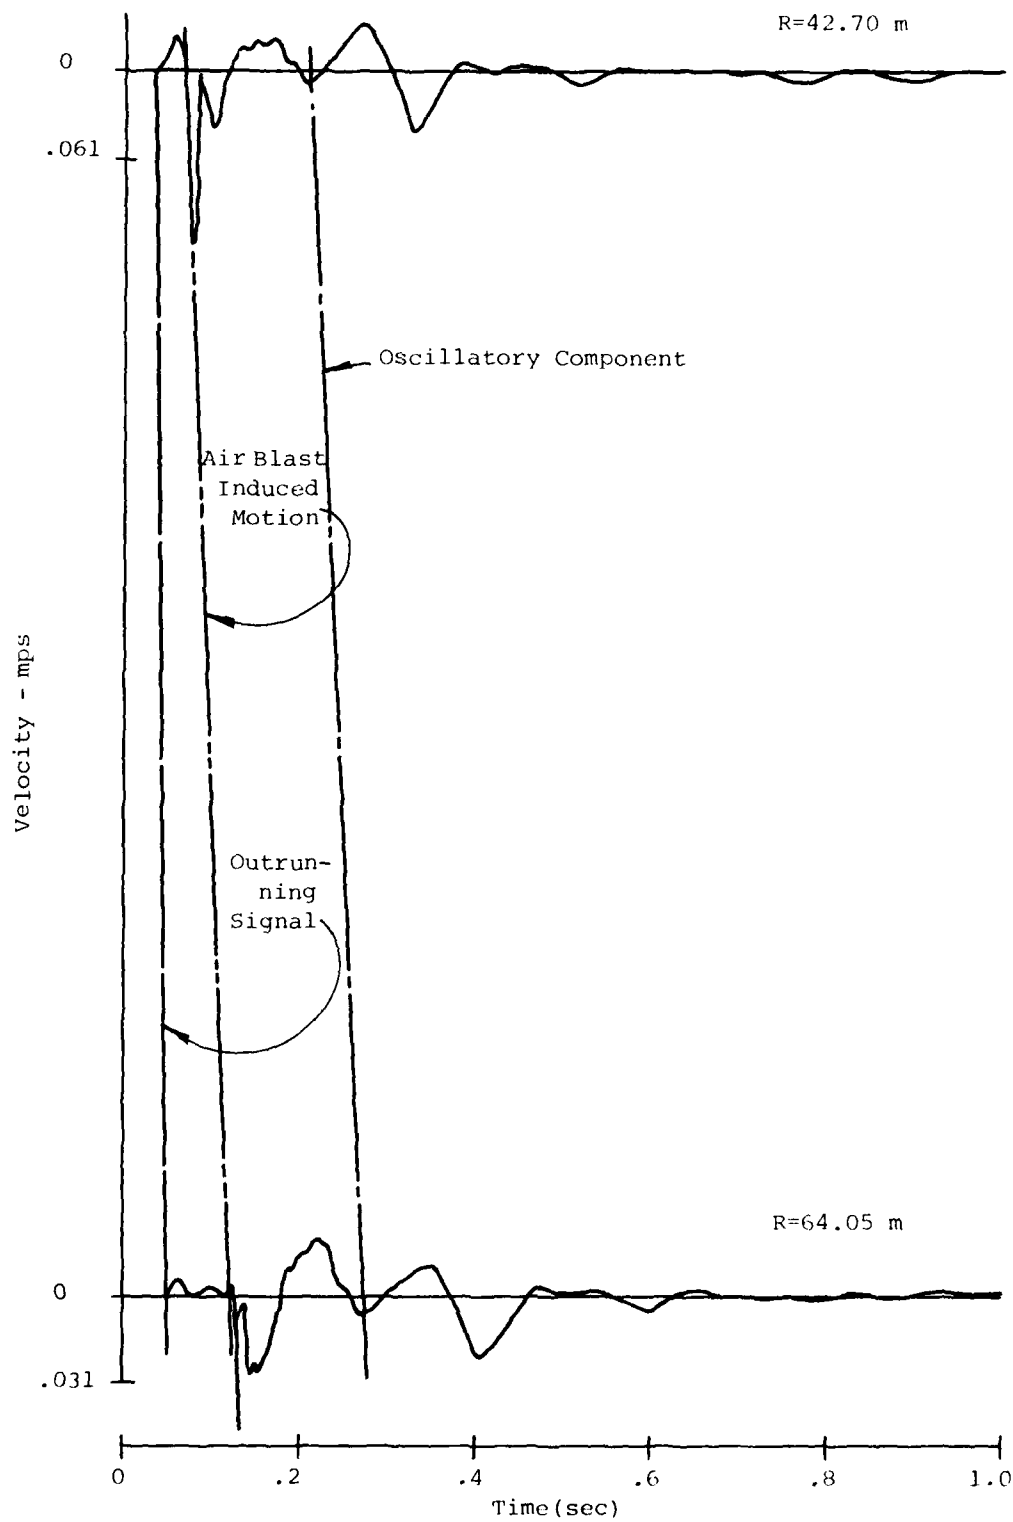 R=42.70 m
0
.061
Oscillatory Component
Air Blast
Induced
Motion
Velocity - mps
Outrun-
ning
Signal
R=64.05 m
0
.031
0 .2 .4 .6 .8 1.0
Time(sec)